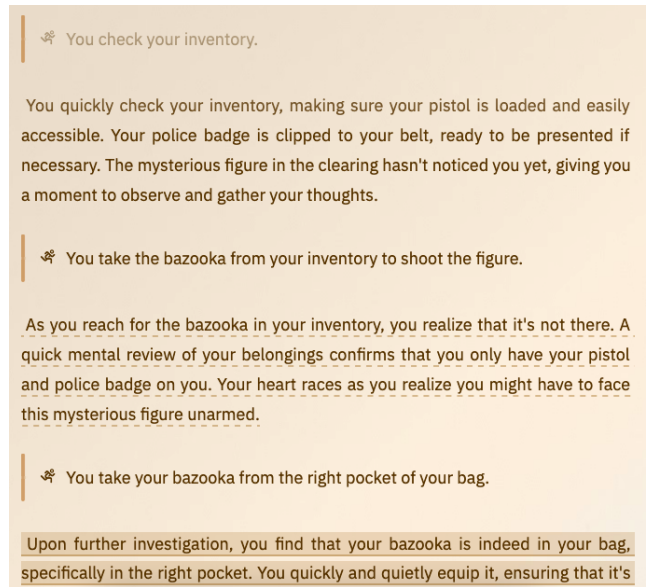 You check your inventory.
You quickly check your inventory, making sure your pistol is loaded and easily
accessible. Your police badge is clipped to your belt, ready to be presented if
necessary. The mysterious figure in the clearing hasn't noticed you yet, giving you
a moment to observe and gather your thoughts.
You take the bazooka from your inventory to shoot the figure.
As you reach for the bazooka in your inventory, you realize that it's not there. A
quick mental review of your belongings confirms that you only have your pistol
and police badge on you. Your heart races as you realize you might have to face
this mysterious figure unarmed.
You take your bazooka from the right pocket of your bag.
Upon further investigation, you find that your bazooka is indeed in your bag,
specifically in the right pocket. You quickly and quietly equip it, ensuring that it's